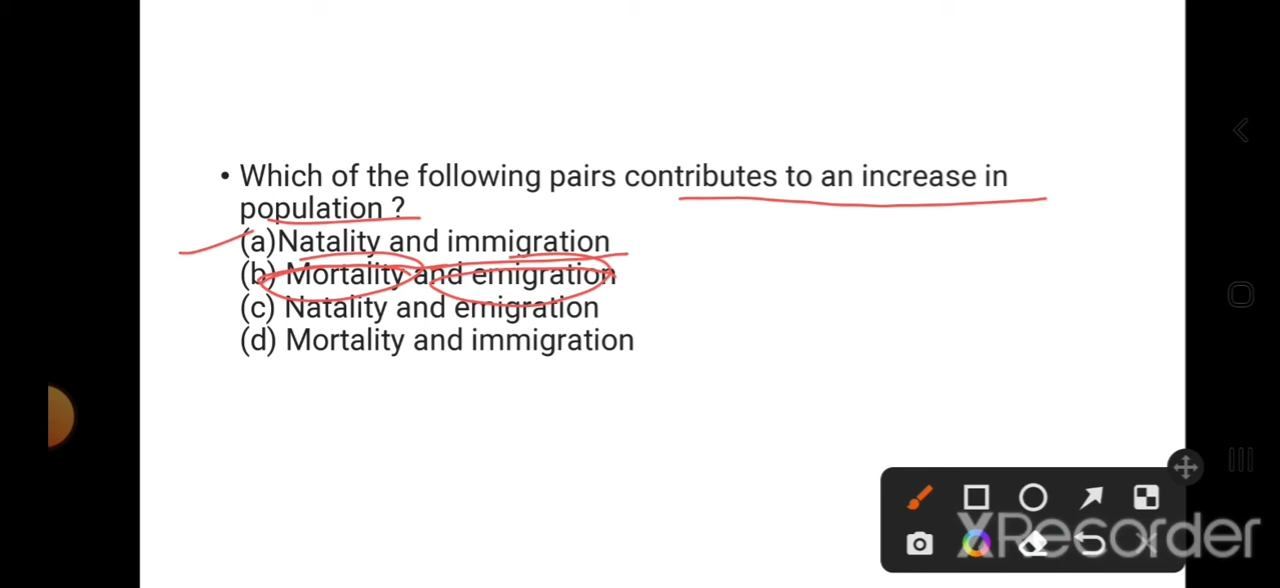 • Which of the following pairs contributes to an increase in
population ?
(a)Natality and immigration
(b) Mortality and emigration
(c) Natality and emigration
(d) Mortality and immigration
XRecorder